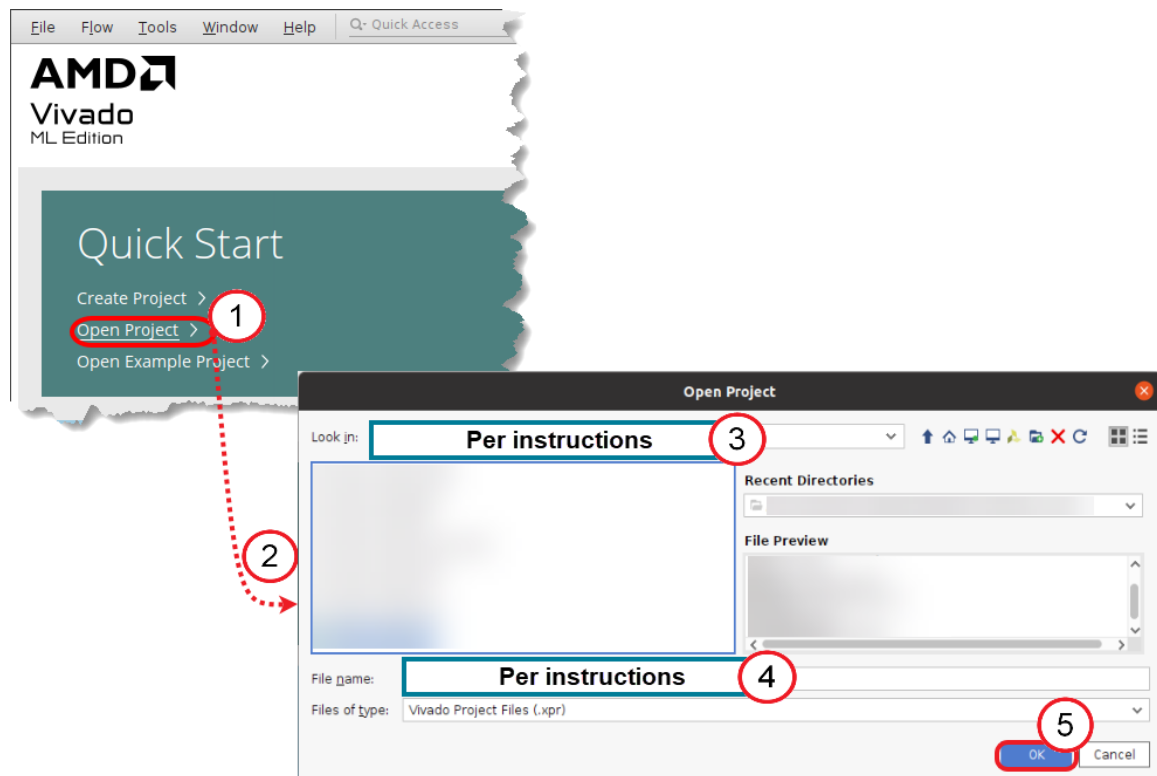 File Flow Tools Window Help Quick Access
AMD
Vivado
ML Edition
Quick Start
Create Project >
1
Open Project >
Open Example Project >
Open Project
Look in: Per instructions 3
Recent Directories
File Preview
2
File name: Per instructions 4
Files of type: Vivado Project Files (.xpr)
5
OK Cancel